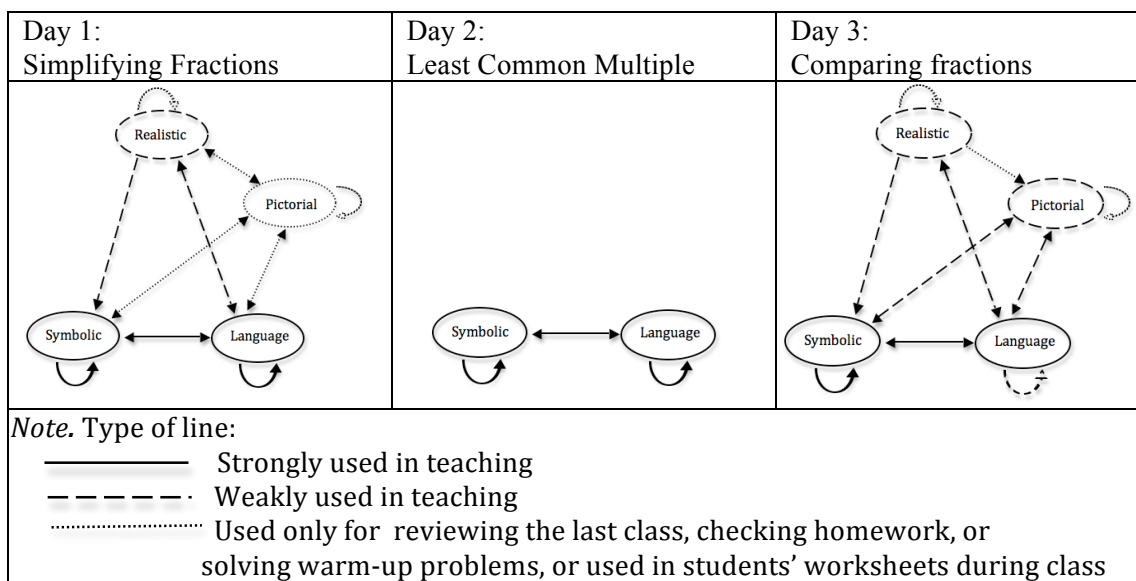 Day 1:
Simplifying Fractions
Day 2:
Least Common Multiple
Day 3:
Comparing fractions
Realistic
Pictorial
Symbolic
Language
Symbolic
Language
Realistic
Pictorial
Symbolic
Language
Note. Type of line:
Strongly used in teaching
Weakly used in teaching
Used only for reviewing the last class, checking homework, or
solving warm-up problems, or used in students’ worksheets during class